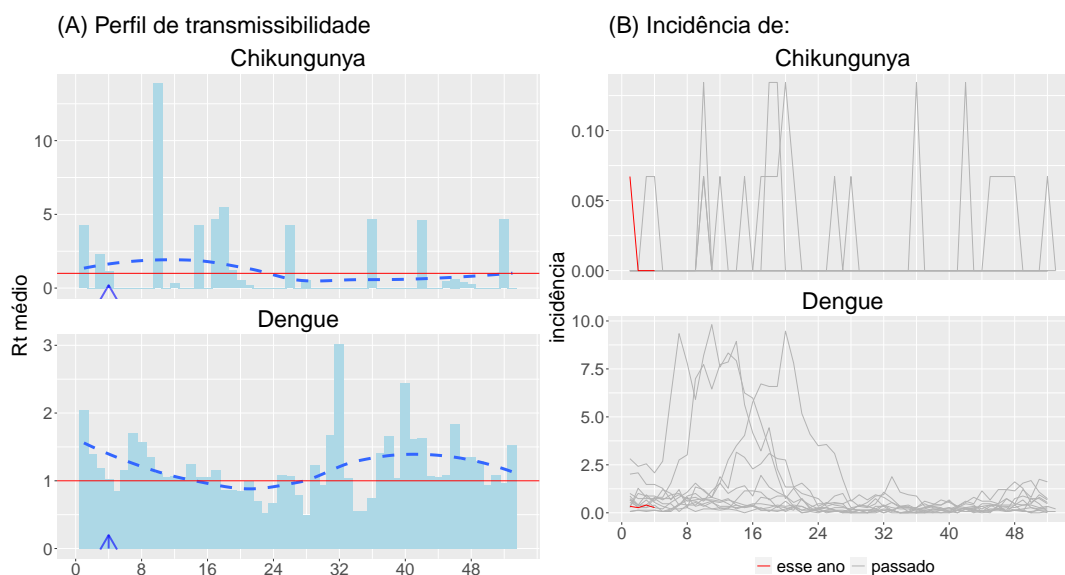 (A) Perfil de transmissibilidade
Chikungunya
10
5
0
Dengue
3
2
1
0
0 8 16 24 32 40 48
Rt médio
(B) Incidência de:
Chikungunya
0.10
0.05
0.00
Dengue
10.0
7.5
5.0
2.5
0.0
0 8 16 24 32 40 48
incidência
esse ano passado